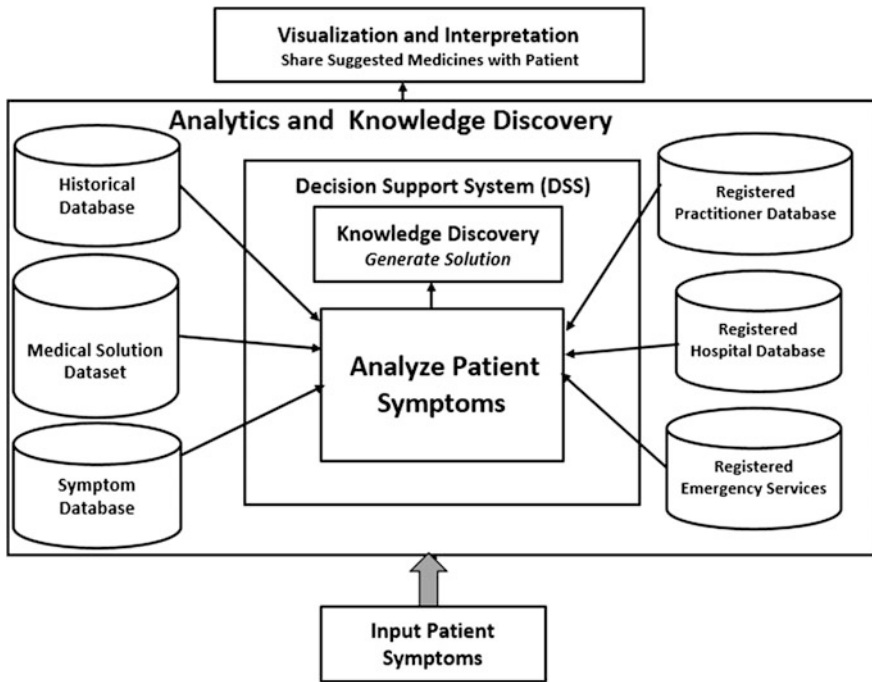 Visualization and Interpretation
Share Suggested Medicines with Patient
Analytics and Knowledge Discovery
Historical
Database
Medical Solution
Dataset
Symptom
Database
Decision Support System (DSS)
Knowledge Discovery
Generate Solution
Analyze Patient
Symptoms
Registered
Practitioner Database
Registered
Hospital Database
Registered
Emergency Services
Input Patient
Symptoms